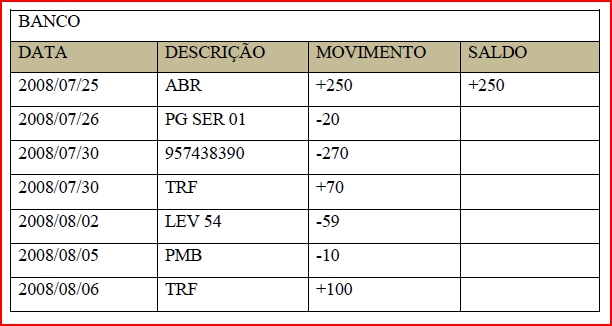 BANCO
DATA DESCRIÇÃO MOVIMENTO SALDO
2008/07/25 ABR +250 +250
2008/07/26 PG SER 01 -20
2008/07/30 957438390 -270
2008/07/30 TRF +70
2008/08/02 LEV 54 -59
2008/08/05 PMB -10
2008/08/06 TRF +100